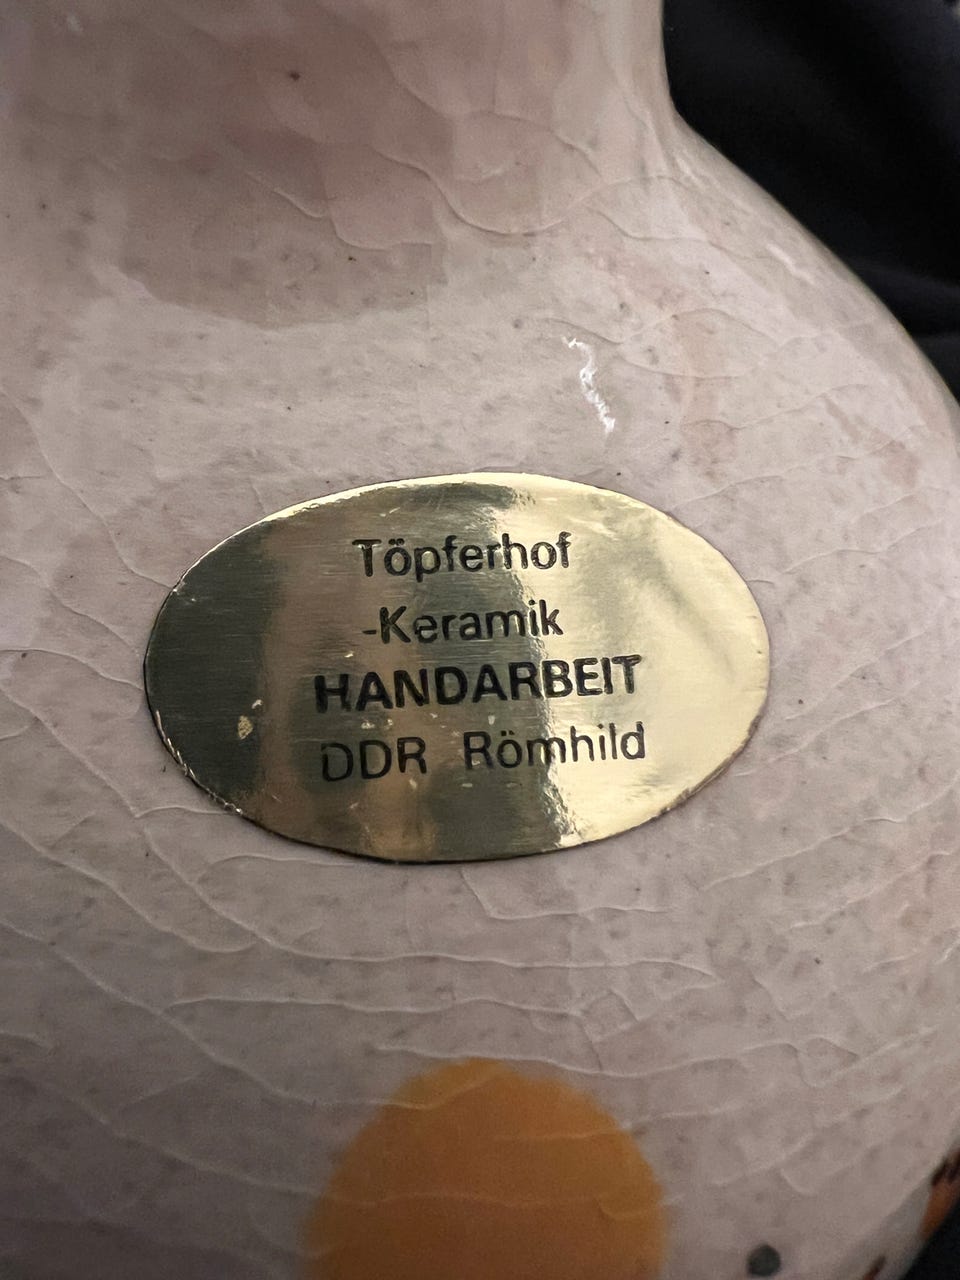 Töpferhof
-Keramik
HANDARBEIT
DDR Römhild